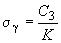 σ_γ = C_3 / K